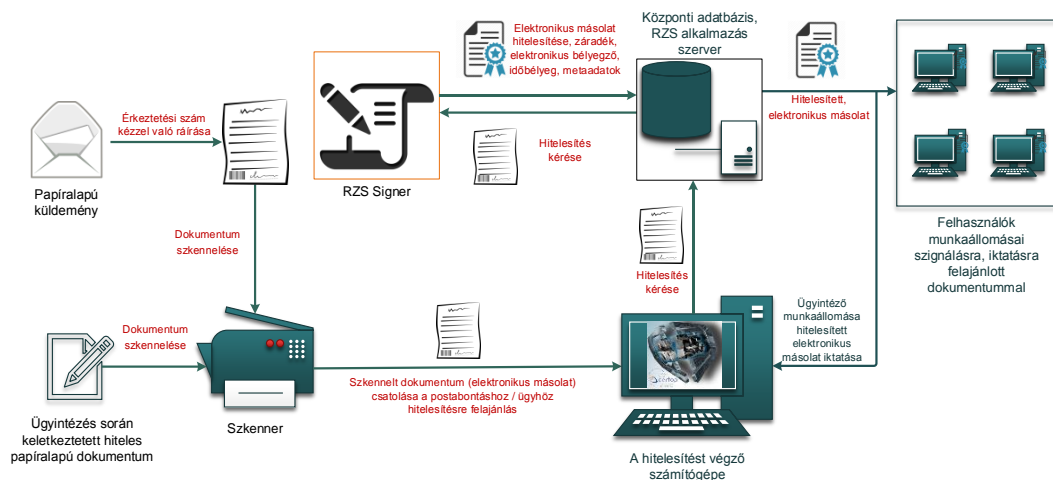 Elektronikus másolat
hitelesítése, záradék,
elektronikus bélyegző,
időbélyeg, metaadatok
Központi adatbázis,
RZS alkalmazás
szerver
Érkeztetési szám
kézzel való ráírása
Hitelesített,
elektronikus másolat
Hitelesítés
kérése
Papíralapú
küldemény
RZS Signer
Felhasználók
munkaállomásai
szignálásra, iktatásra
felajánlott
dokumentummal
Dokumentum
szkennelése
Hitelesítés
kérése
Ügyintéző
munkaállomása
hitelesített
elektronikus
másolat iktatása
Dokumentum
szkennelése
Szkennelt dokumentum (elektronikus másolat)
csatolása a postabontáshoz / ügyhöz
hitelesítésre felajánlás
Ügyintézés során
keletkeztetett hiteles
papíralapú dokumentum
Szkenner
A hitelesítést végző
számítógépe